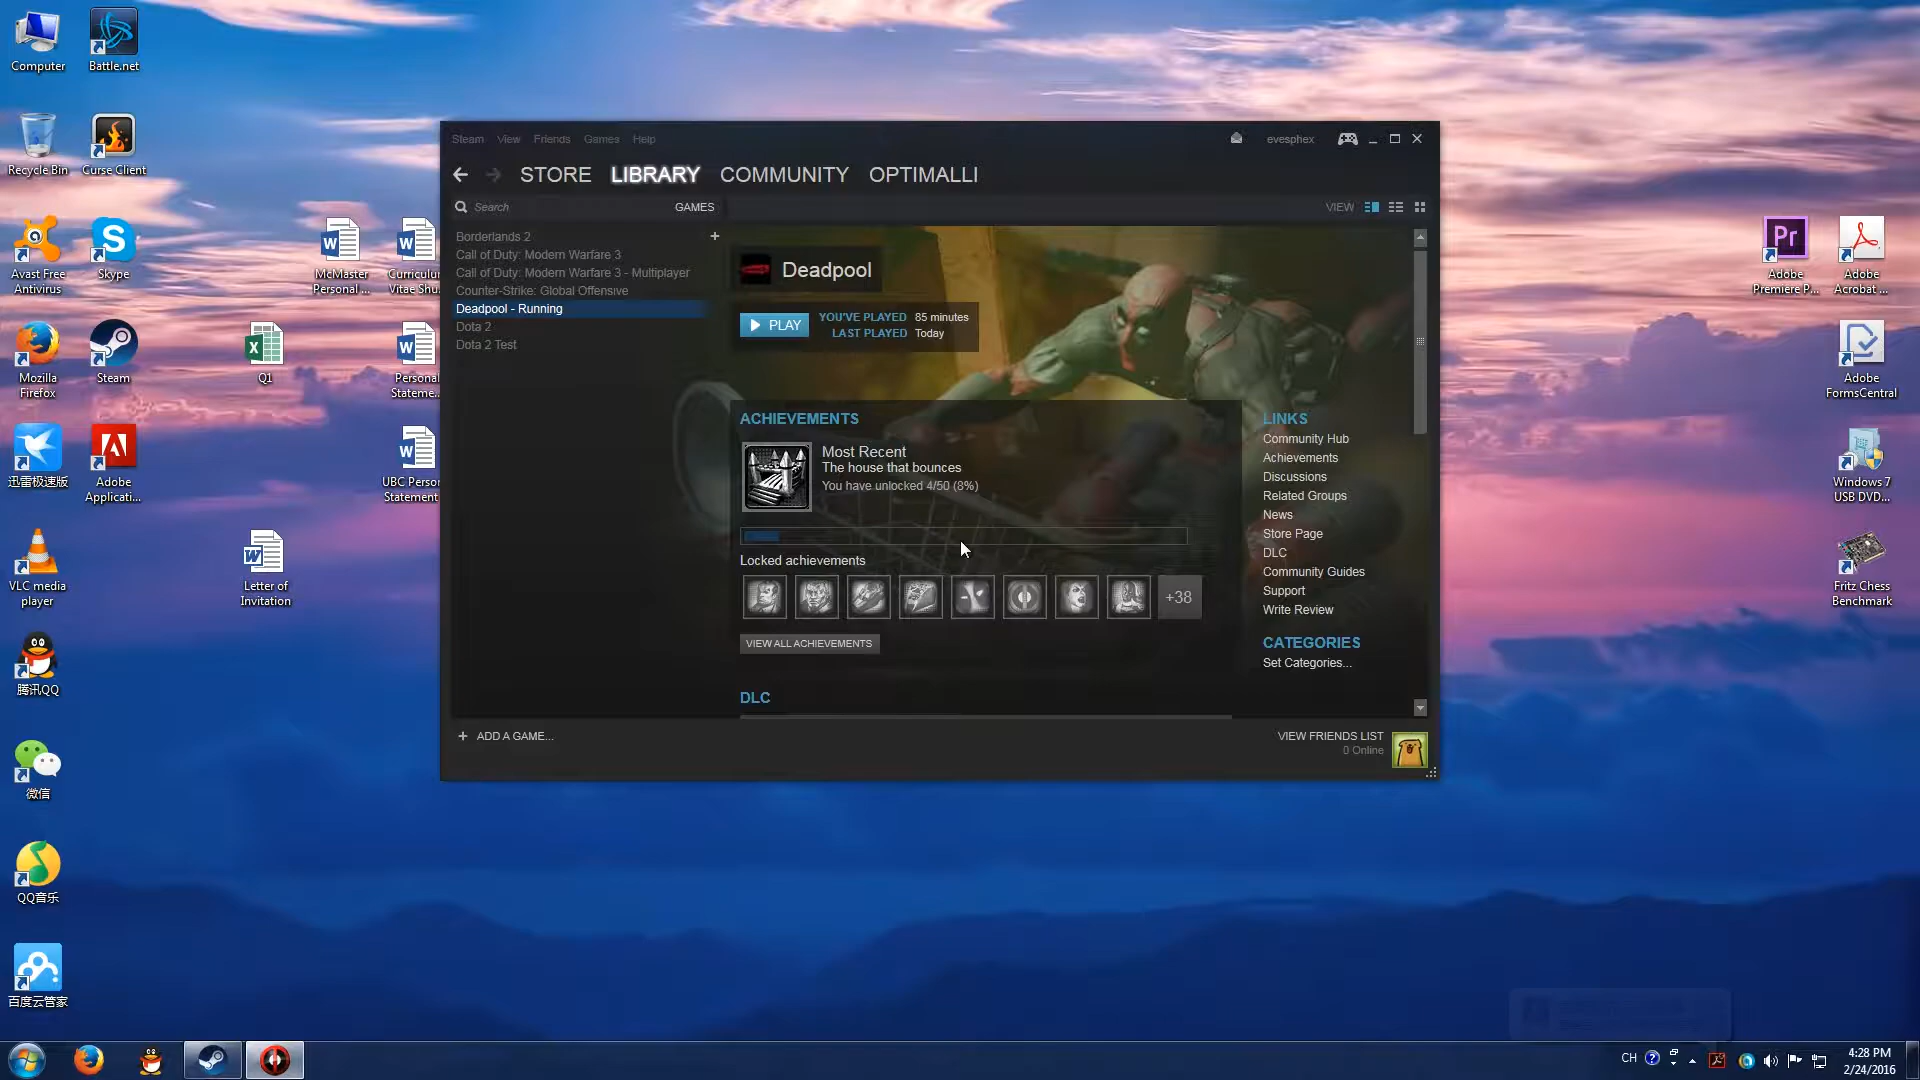 Computer
Battle.net
Recycle Bin
Curse Client
Avast Free
Antivirus
Skype
McMaster
Personal ...
Curriculu
Vitae Shu..
Mozilla
Firefox
Steam
Q1
Personal
Stateme..
迅雷极速版
Adobe
Applicati...
UBC Perso
Statement
VLC media
player
Letter of
Invitation
腾讯QQ
微信
QQ音乐
百度云管家
Steam View Friends Games Help
evesphex
STORE LIBRARY COMMUNITY OPTIMALLI
Search
GAMES
VIEW
Borderlands 2
Call of Duty: Modern Warfare 3
Call of Duty: Modern Warfare 3 - Multiplayer
Counter-Strike: Global Offensive
Deadpool - Running
Dota 2
Dota 2 Test
Deadpool
PLAY
YOU'VE PLAYED 85 minutes
LAST PLAYED Today
ACHIEVEMENTS
Most Recent
The house that bounces
You have unlocked 4/50 (8%)
Locked achievements
+38
VIEW ALL ACHIEVEMENTS
DLC
LINKS
Community Hub
Achievements
Discussions
Related Groups
News
Store Page
DLC
Community Guides
Support
Write Review
CATEGORIES
Set Categories...
+ ADD A GAME...
VIEW FRIENDS LIST
0 Online
Pr
Adobe
Premiere P...
Adobe
Acrobat ...
Adobe
FormsCentral
Windows 7
USB DVD...
Fritz Chess
Benchmark
CH
4:28 PM
2/24/2016